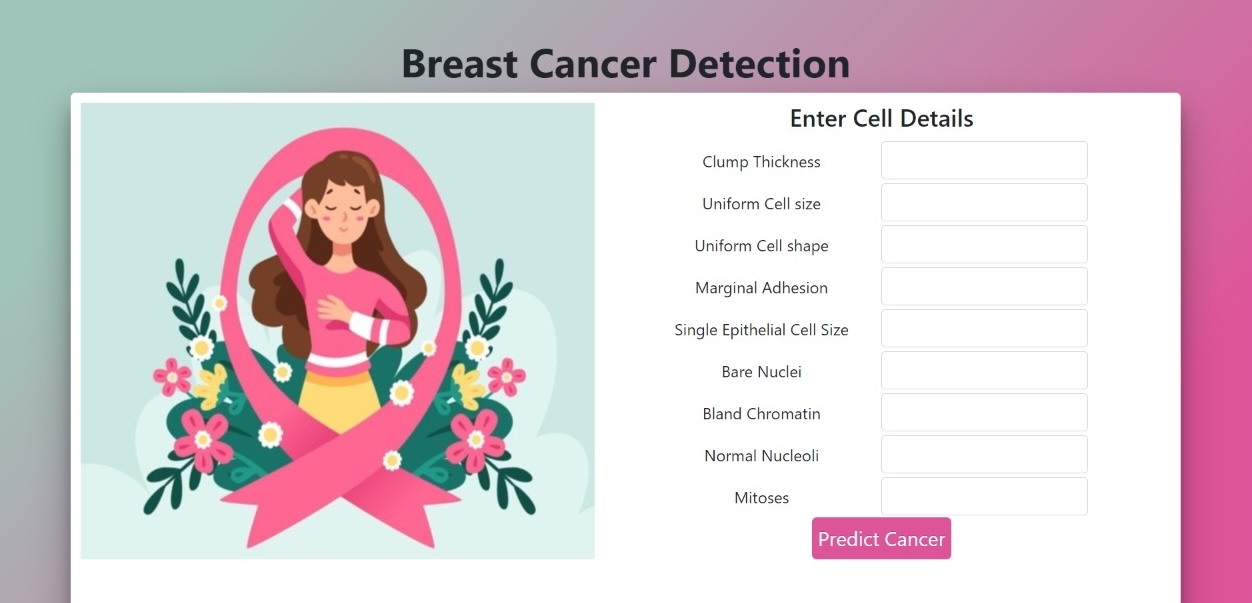 Breast Cancer Detection
Enter Cell Details
Clump Thickness
Uniform Cell size
Uniform Cell shape
Marginal Adhesion
Single Epithelial Cell Size
Bare Nuclei
Bland Chromatin
Normal Nucleoli
Mitoses
Predict Cancer